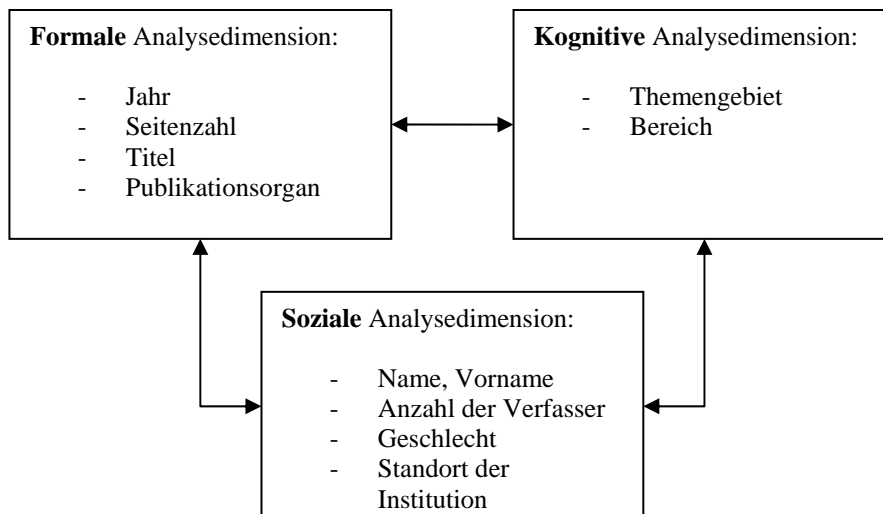 Formale Analysedimension:
- Jahr
- Seitenzahl
- Titel
- Publikationsorgan
Kognitive Analysedimension:
- Themengebiet
- Bereich
Soziale Analysedimension:
- Name, Vorname
- Anzahl der Verfasser
- Geschlecht
- Standort der
Institution